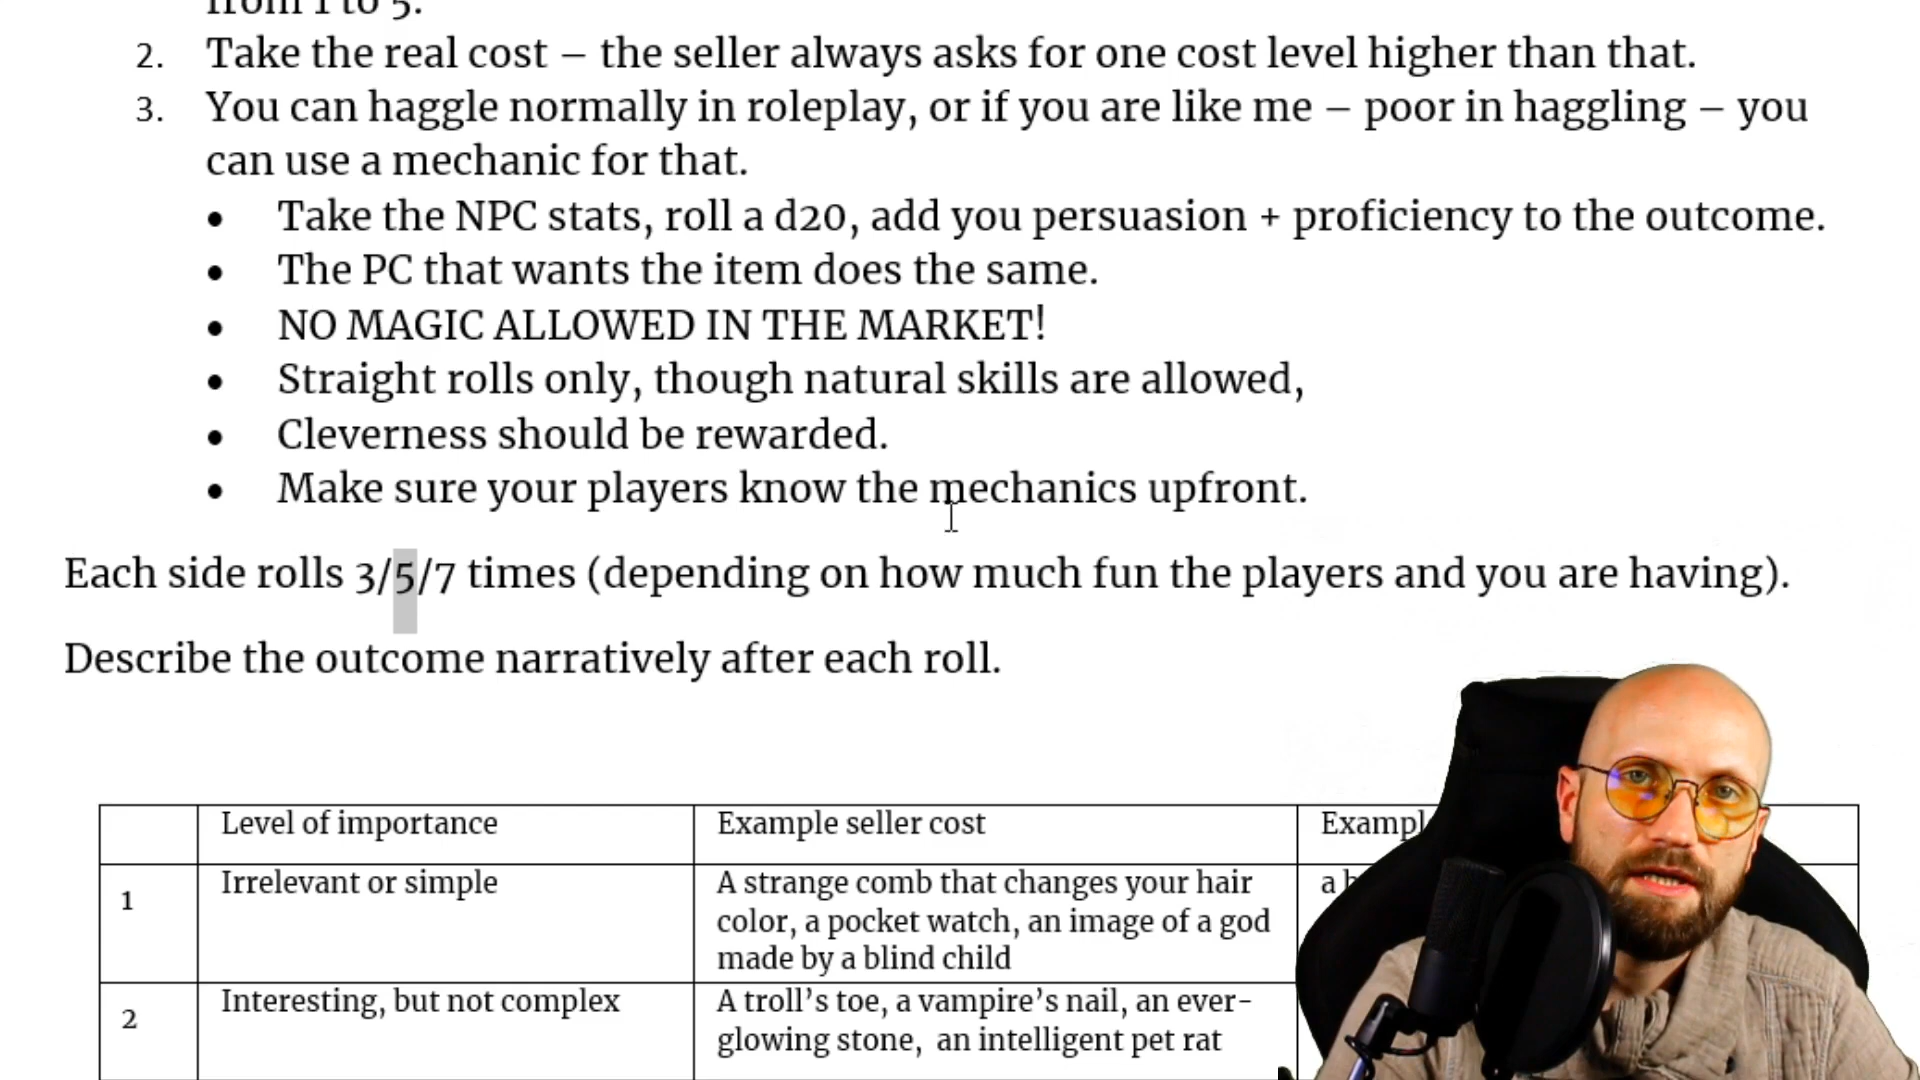 from 1 to 5.
2. Take the real cost – the seller always asks for one cost level higher than that.
3. You can haggle normally in roleplay, or if you are like me – poor in haggling – you
can use a mechanic for that.
• Take the NPC stats, roll a d20, add you persuasion + proficiency to the outcome.
• The PC that wants the item does the same.
• NO MAGIC ALLOWED IN THE MARKET!
• Straight rolls only, though natural skills are allowed,
• Cleverness should be rewarded.
• Make sure your players know the mechanics upfront.
Each side rolls 3/5/7 times (depending on how much fun the players and you are having).
Describe the outcome narratively after each roll.
Level of importance
Example seller cost
1
Irrelevant or simple
A strange comb that changes your hair
color, a pocket watch, an image of a god
made by a blind child
a
2
Interesting, but not complex
A troll’s toe, a vampire’s nail, an ever-
glowing stone, an intelligent pet rat